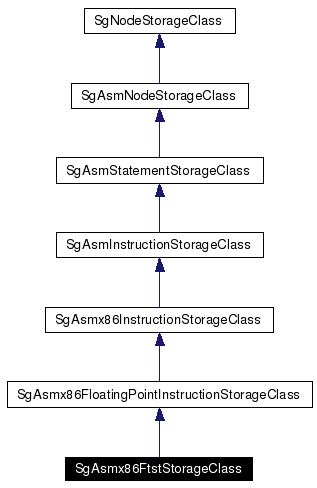 SgNodeStorageClass
SgAsmNodeStorageClass
SgAsmStatementStorageClass
SgAsmInstructionStorageClass
SgAsmx86InstructionStorageClass
SgAsmx86FloatingPointInstructionStorageClass
SgAsmx86FtstStorageClass